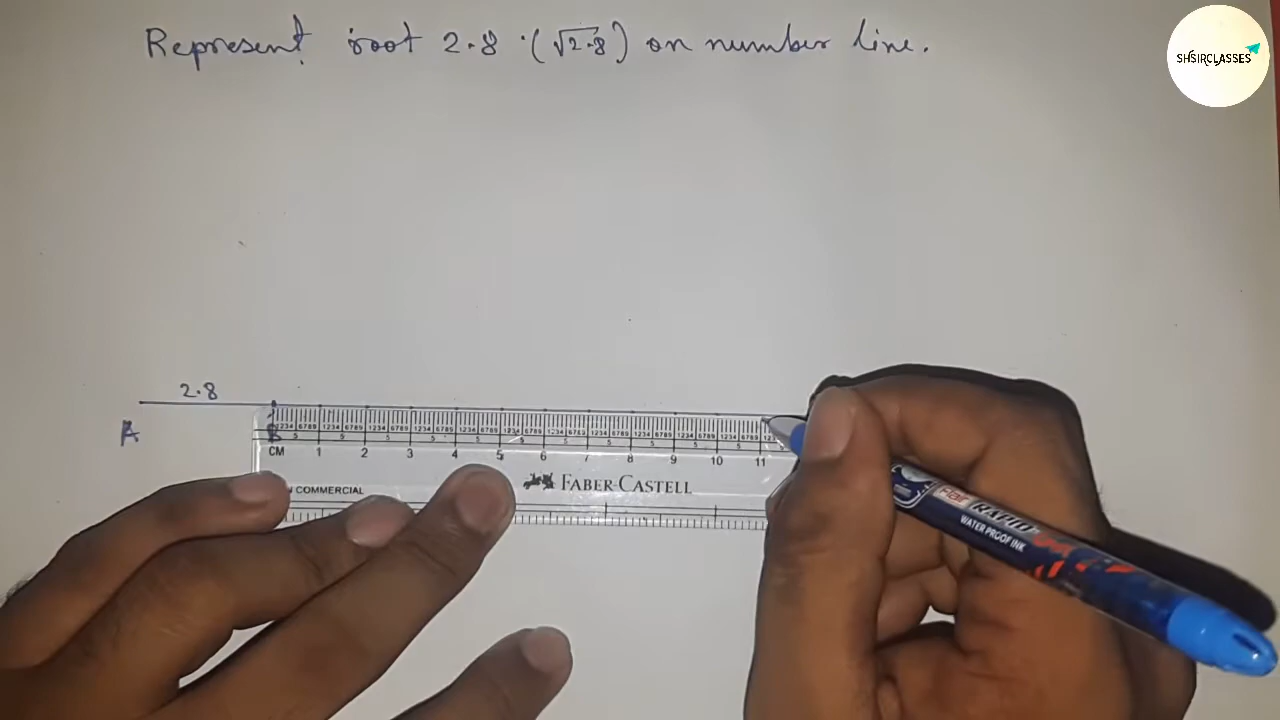 Represent root 2.8 (√2.8) on number line.
SHSIRCLASSES
2.8
A
CM 1 2 3 4 5 6 7 8 9 10 11
COMMERCIAL
FABER-CASTELL
Flair
WATER PROOF INK